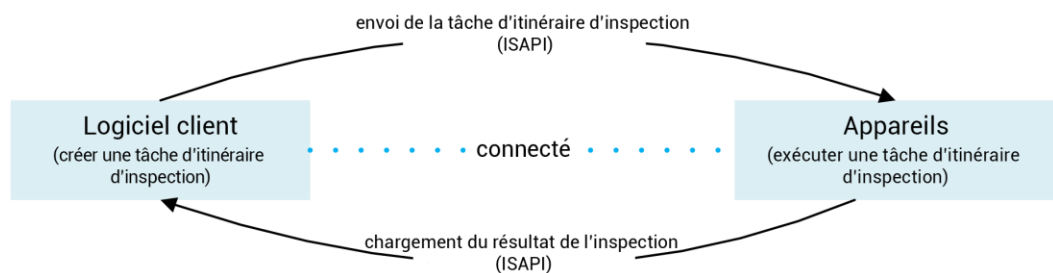 envoi de la tâche d'itinéraire d'inspection
(ISAPI)
Logiciel client
(créer une tâche d'itinéraire
d'inspection)
connecté
Appareils
(exécuter une tâche d'itinéraire
d'inspection)
chargement du résultat de l'inspection
(ISAPI)